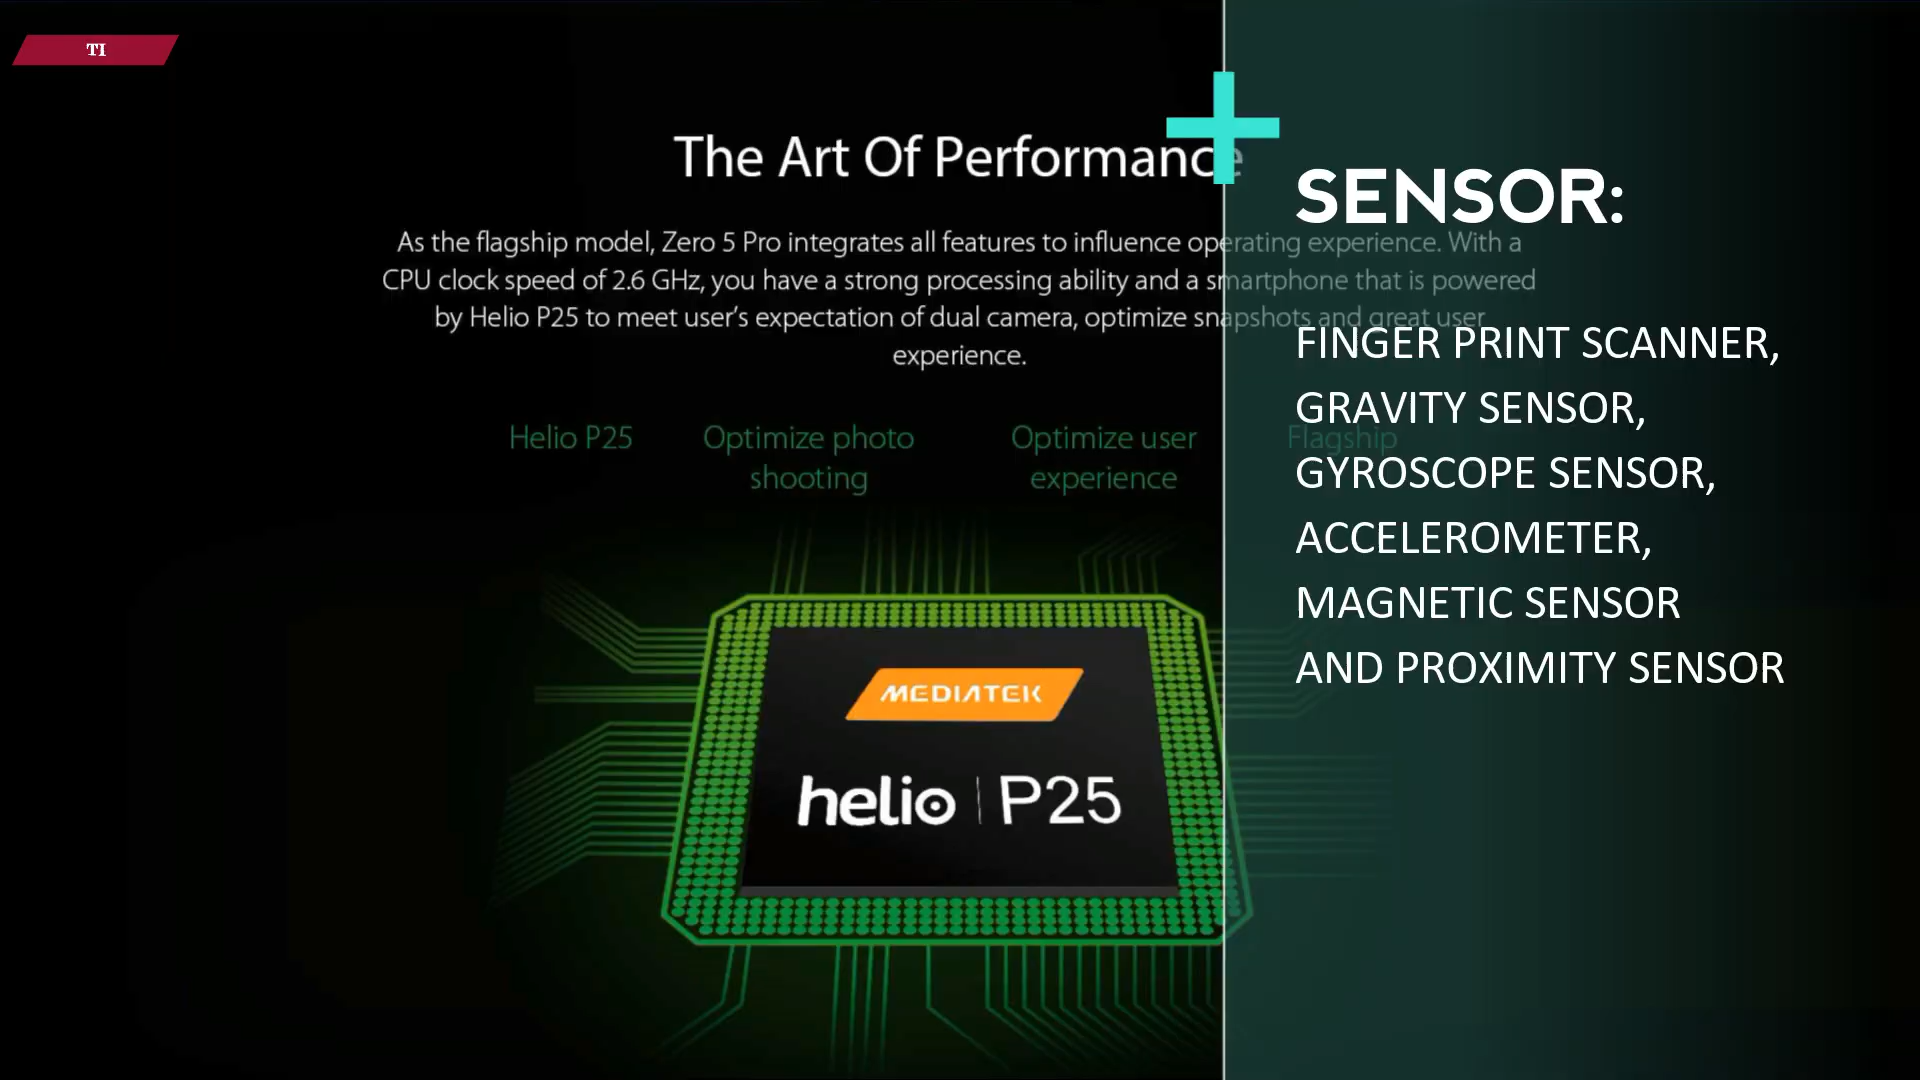 TI
The Art Of Performance
As the flagship model, Zero 5 Pro integrates all features to influence operating experience. With a
CPU clock speed of 2.6 GHz, you have a strong processing ability and a smartphone that is powered
by Helio P25 to meet user's expectation of dual camera, optimize snapshots and great user
experience.
Helio P25
Optimize photo
shooting
Optimize user
experience
Flagship
MEDIATEK
helio | P25
SENSOR:
FINGER PRINT SCANNER,
GRAVITY SENSOR,
GYROSCOPE SENSOR,
ACCELEROMETER,
MAGNETIC SENSOR
AND PROXIMITY SENSOR